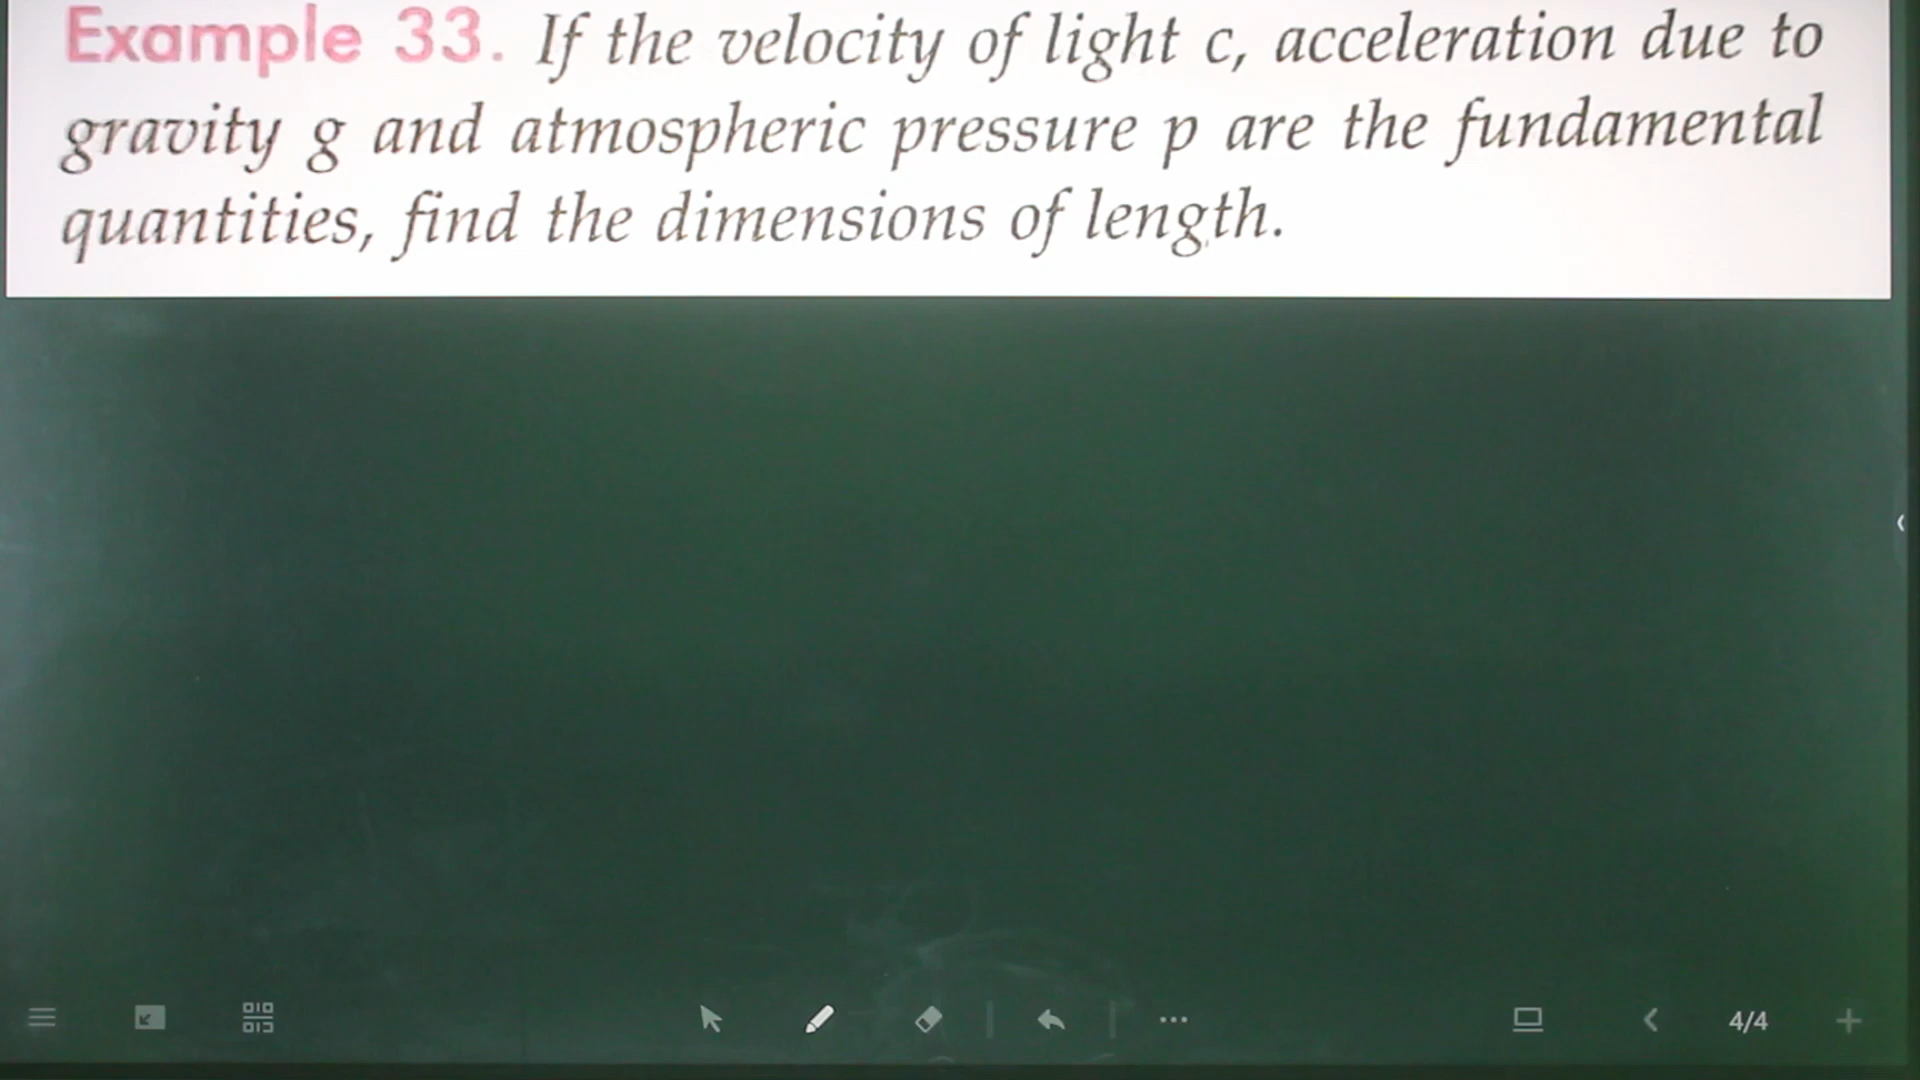 Example 33. If the velocity of light c, acceleration due to
gravity g and atmospheric pressure p are the fundamental
quantities, find the dimensions of length.
4/4